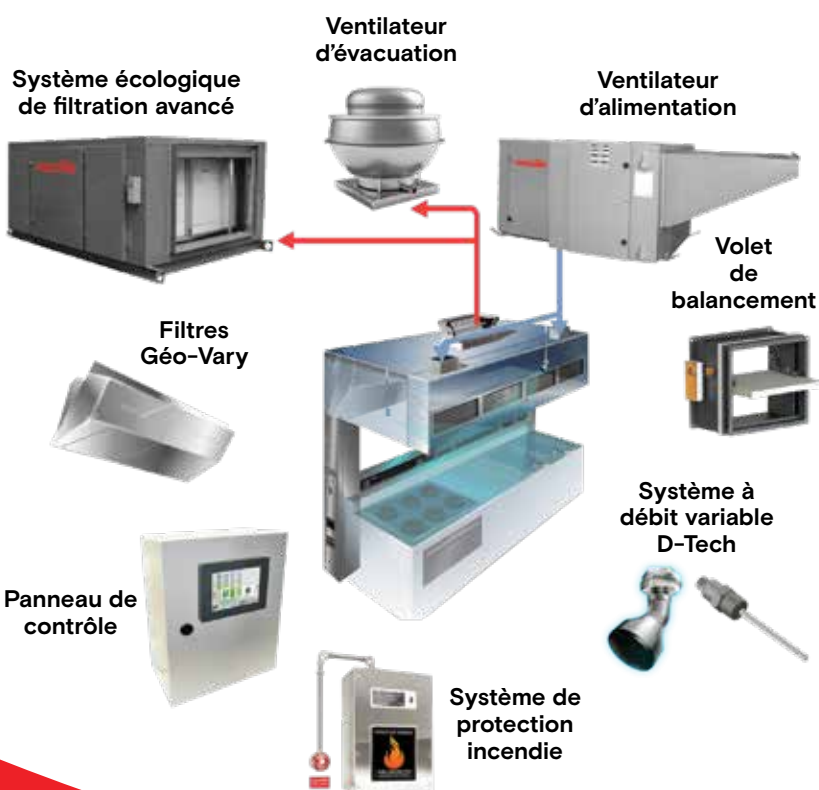 Ventilateur
d'évacuation
Système écologique
de filtration avancé
Ventilateur
d'alimentation
Volet
de
balancement
Filtres
Géo-Vary
Système à
débit variable
D-Tech
Panneau de
contrôle
Système de
protection
incendie